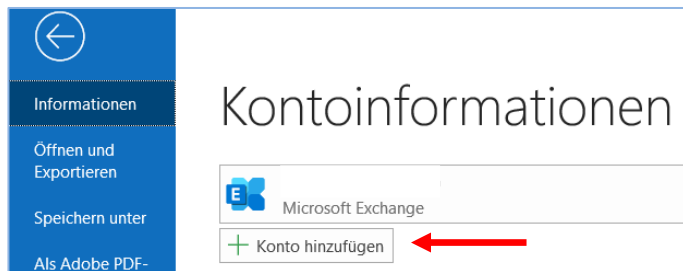 Informationen
Öffnen und
Exportieren
Speichern unter
Als Adobe PDF-
Kontoinformationen
E
Microsoft Exchange
Konto hinzufügen